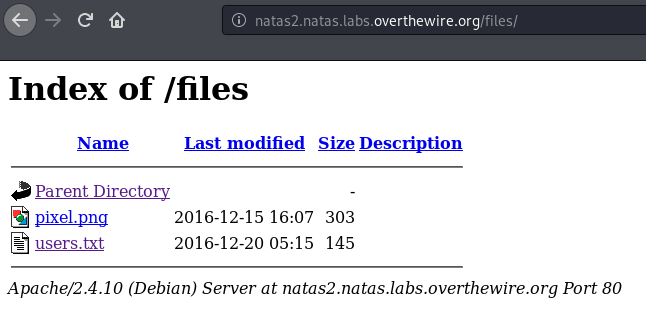 natas2.natas.labs.overthewire.org/files/
Index of /files
Name Last modified Size Description
Parent Directory -
pixel.png 2016-12-15 16:07 303
users.txt 2016-12-20 05:15 145
Apache/2.4.10 (Debian) Server at natas2.natas.labs.overthewire.org Port 80